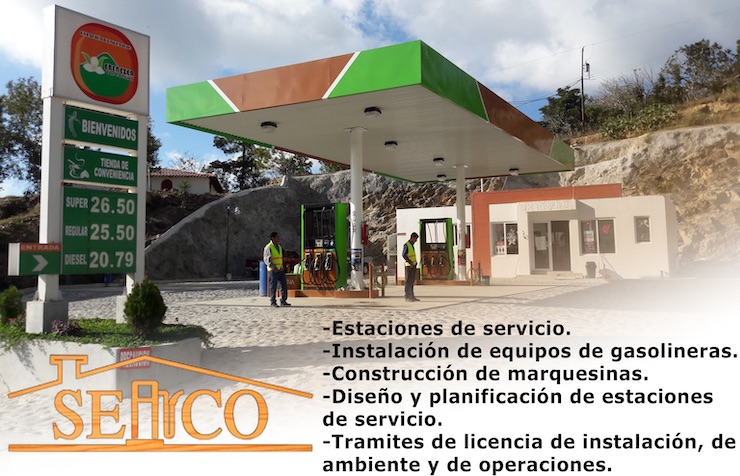 BIENVENIDOS
TIENDA DE
CONVENIENCIA
SUPER 26.50
REGULAR 25.50
DIESEL 20.79
ENTRADA
-Estaciones de servicio.
-Instalación de equipos de gasolineras.
-Construcción de marquesinas.
-Diseño y planificación de estaciones
de servicio.
-Tramites de licencia de instalación, de
ambiente y de operaciones.
SEICO